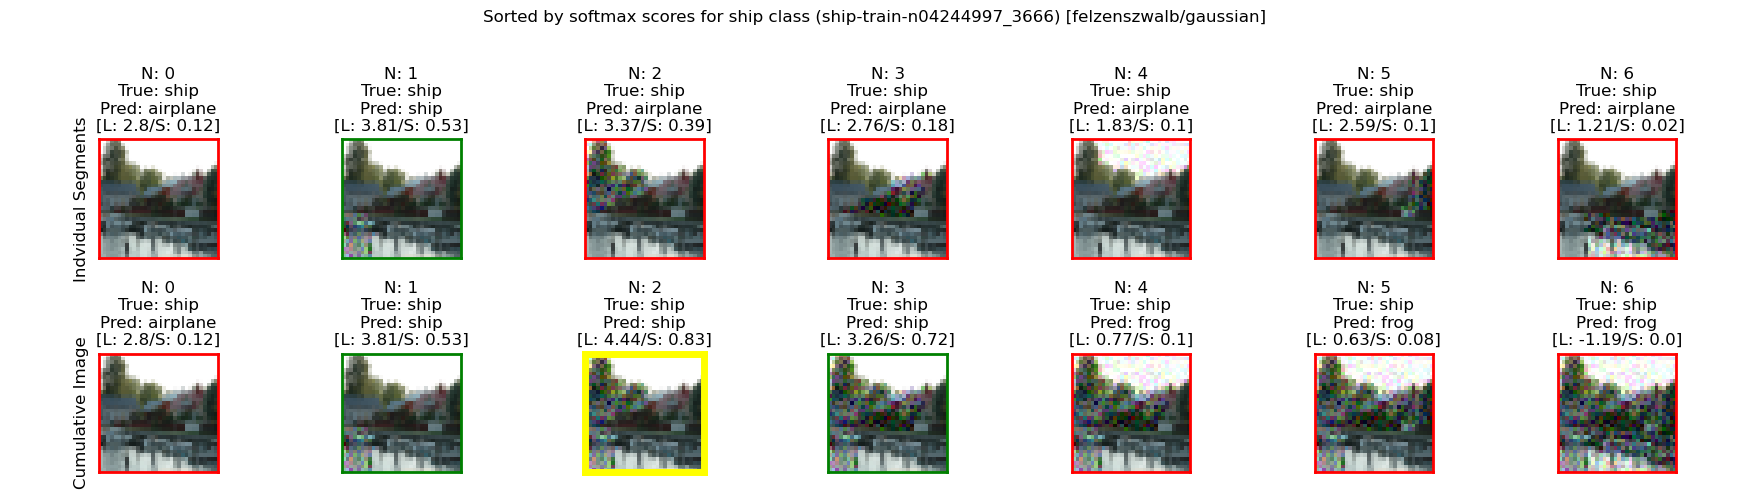 Sorted by softmax scores for ship class (ship-train-n04244997_3666) [felzenszwalb/gaussian]
Individual Segments
N: 0
True: ship
Pred: airplane
[L: 2.8/S: 0.12]
N: 1
True: ship
Pred: ship
[L: 3.81/S: 0.53]
N: 2
True: ship
Pred: airplane
[L: 3.37/S: 0.39]
N: 3
True: ship
Pred: airplane
[L: 2.76/S: 0.18]
N: 4
True: ship
Pred: airplane
[L: 1.83/S: 0.1]
N: 5
True: ship
Pred: airplane
[L: 2.59/S: 0.1]
N: 6
True: ship
Pred: airplane
[L: 1.21/S: 0.02]
Cumulative Image
N: 0
True: ship
Pred: airplane
[L: 2.8/S: 0.12]
N: 1
True: ship
Pred: ship
[L: 3.81/S: 0.53]
N: 2
True: ship
Pred: ship
[L: 4.44/S: 0.83]
N: 3
True: ship
Pred: ship
[L: 3.26/S: 0.72]
N: 4
True: ship
Pred: frog
[L: 0.77/S: 0.1]
N: 5
True: ship
Pred: frog
[L: 0.63/S: 0.08]
N: 6
True: ship
Pred: frog
[L: -1.19/S: 0.0]